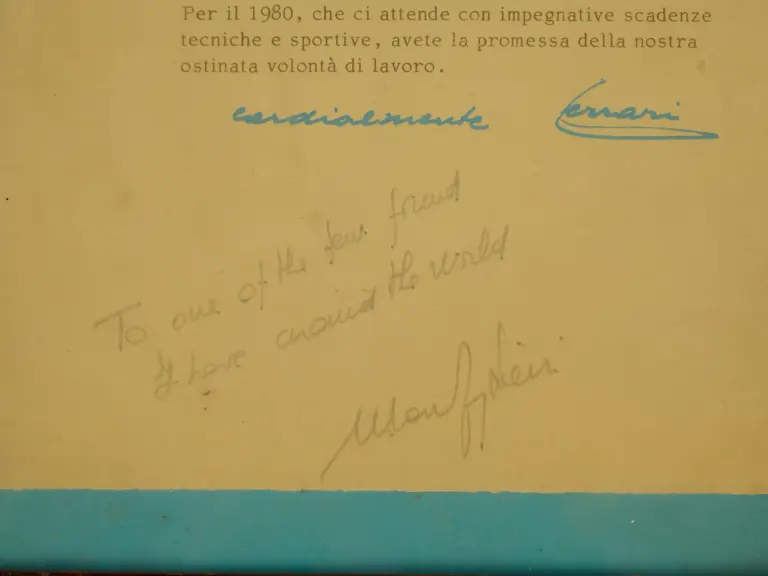 Per il 1980, che ci attende con impegnative scadenze
tecniche e sportive, avete la promessa della nostra
ostinata volontà di lavoro.
cordialmente Ferrari
To one of the few friend
I have around the world